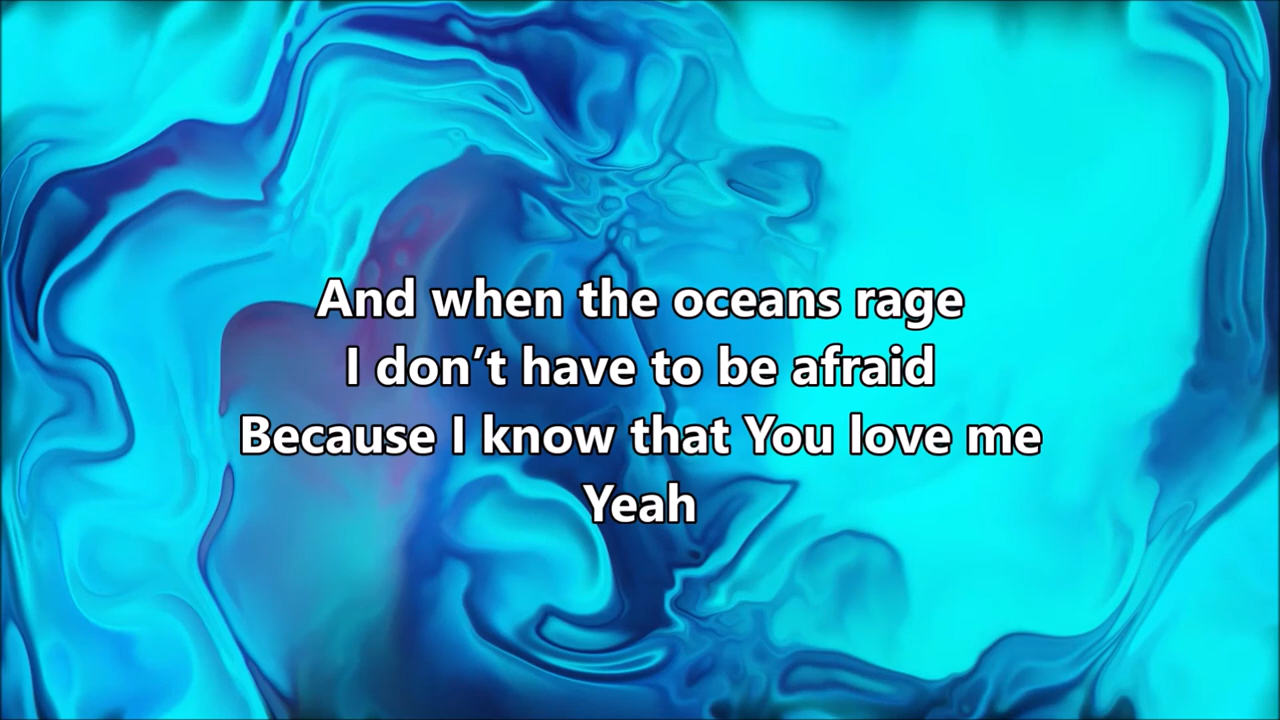 And when the oceans rage
I don’t have to be afraid
Because I know that You love me
Yeah